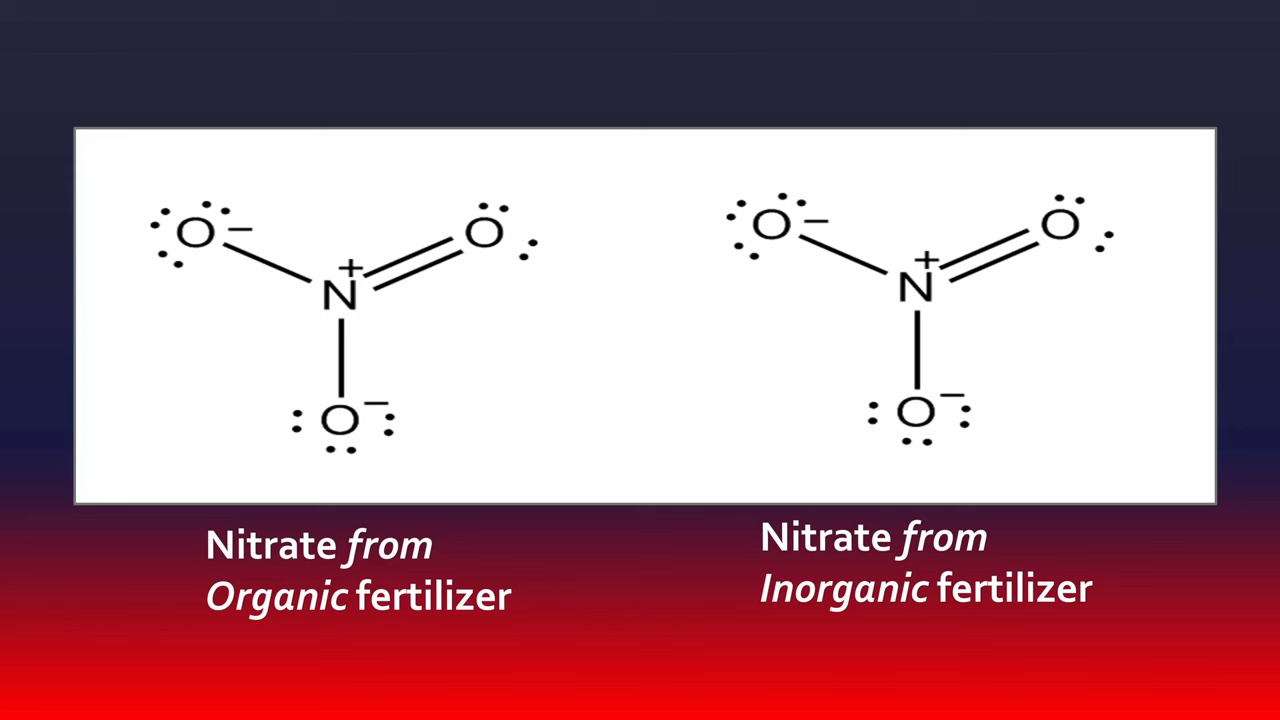 O−
O
N+
O−
O−
O
N+
O−
Nitrate from
Organic fertilizer
Nitrate from
Inorganic fertilizer